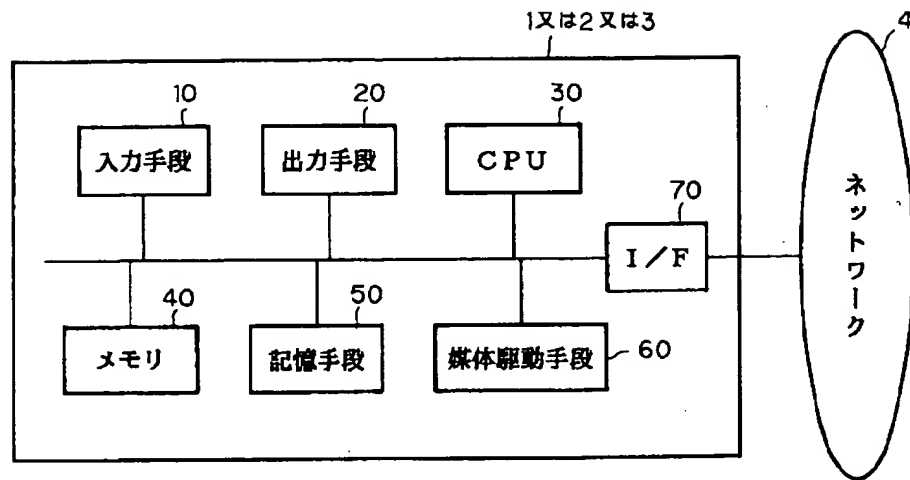 1又は2又は3
4
10
20
30
入力手段
出力手段
CPU
70
I/F
40
50
60
メモリ
記憶手段
媒体駆動手段
ネットワーク